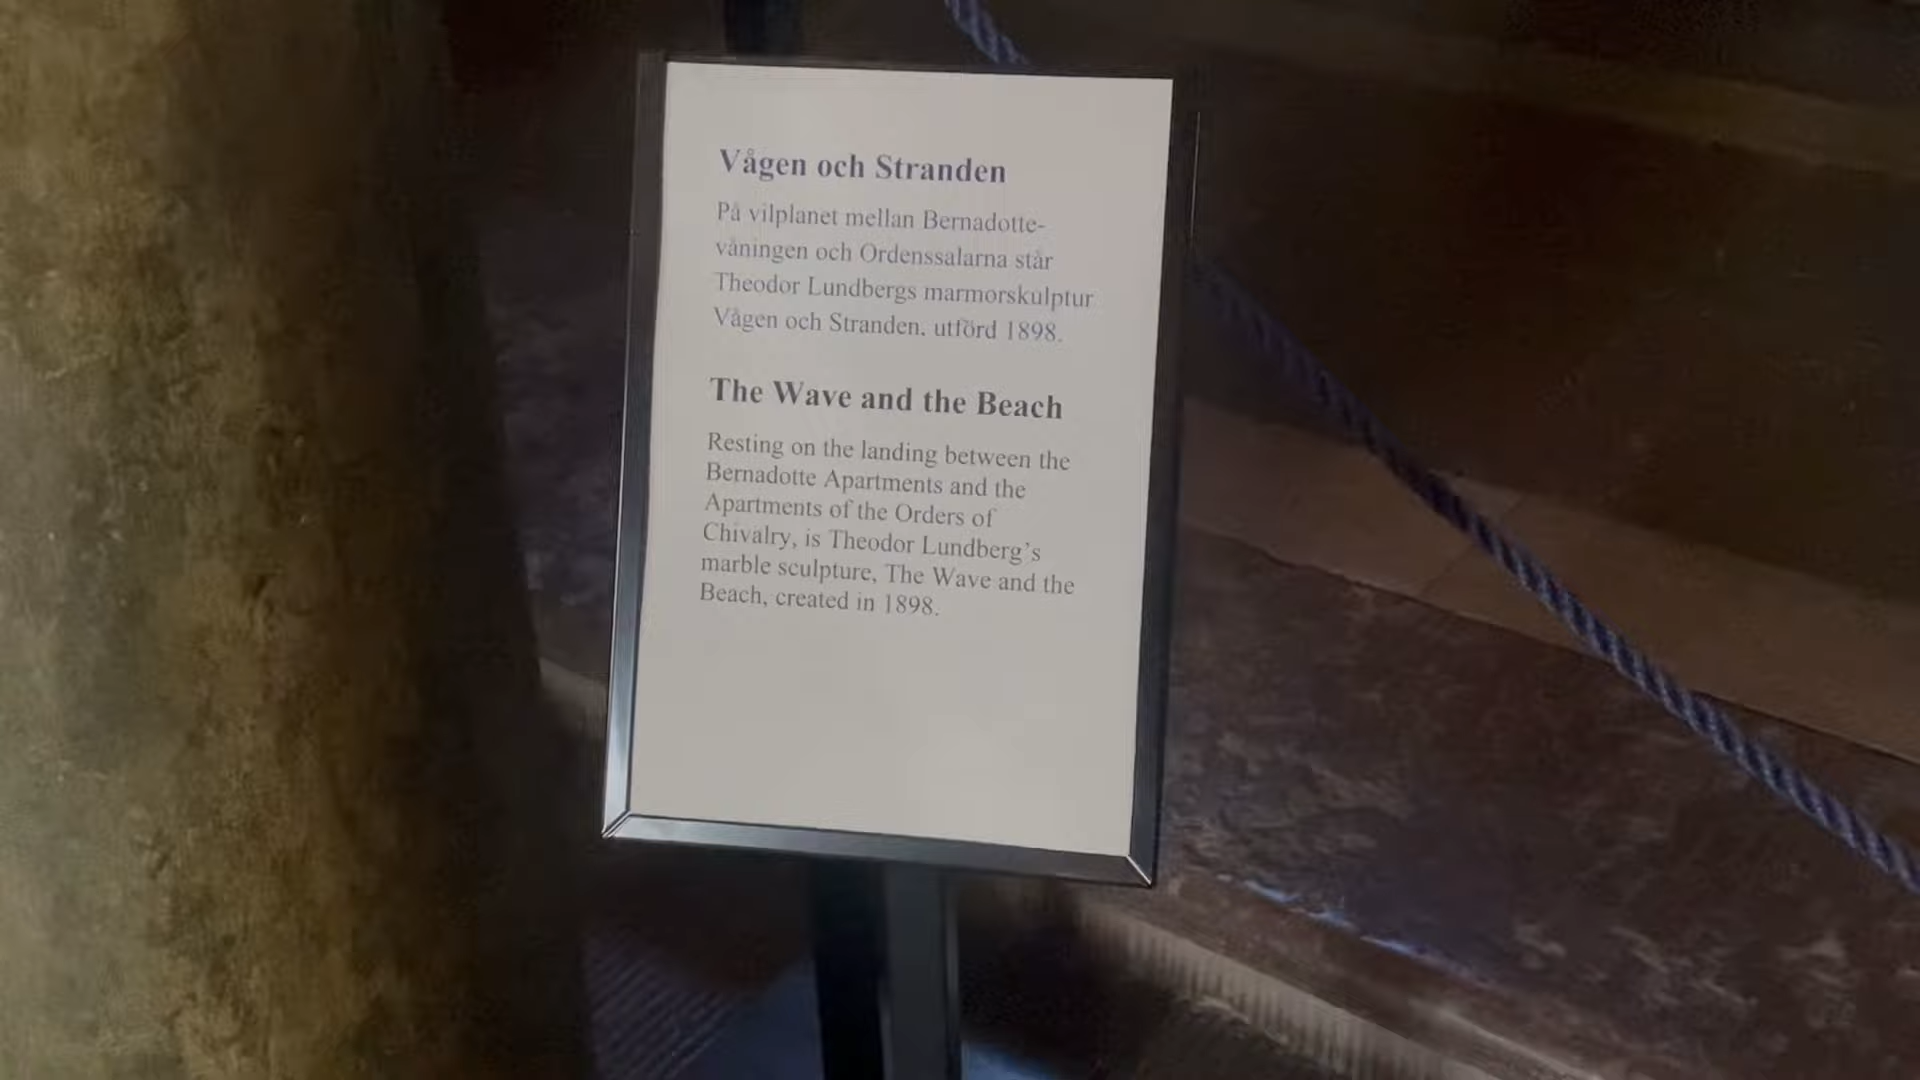 Vågen och Stranden
På vilplanet mellan Bernadotte-
våningen och Ordenssalarna står
Theodor Lundbergs marmorskulptur
Vågen och Stranden. utförd 1898.
The Wave and the Beach
Resting on the landing between the
Bernadotte Apartments and the
Apartments of the Orders of
Chivalry, is Theodor Lundberg's
marble sculpture, The Wave and the
Beach, created in 1898.